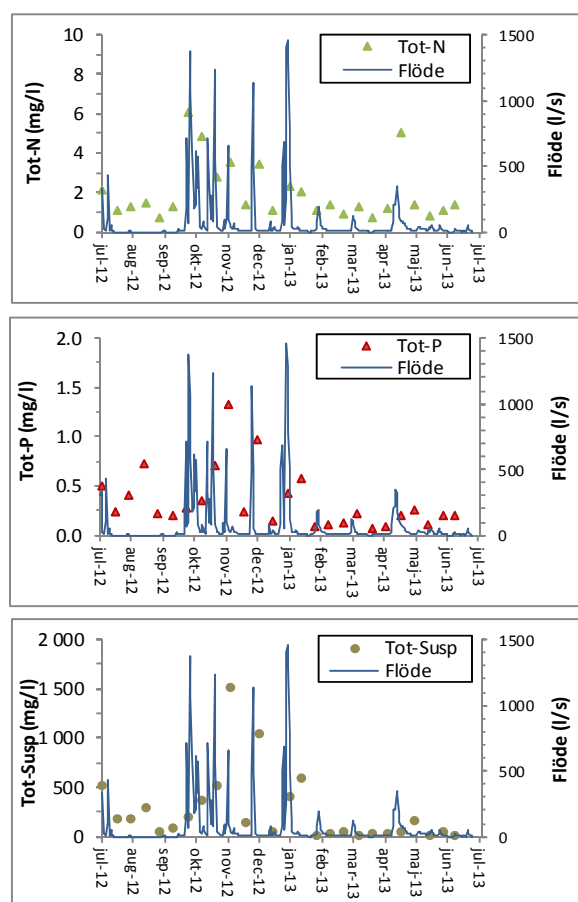 Tot-N (mg/l)
10
8
6
4
2
0
Tot-N
Flöde
1500
1000
500
0
Flöde (l/s)
jul-12
aug-12
sep-12
okt-12
nov-12
dec-12
jan-13
feb-13
mar-13
apr-13
maj-13
jun-13
jul-13
Tot-P (mg/l)
2.0
1.5
1.0
0.5
0.0
Tot-P
Flöde
1500
1000
500
0
Flöde (l/s)
jul-12
aug-12
sep-12
okt-12
nov-12
dec-12
jan-13
feb-13
mar-13
apr-13
maj-13
jun-13
jul-13
Tot-Susp (mg/l)
2 000
1 500
1 000
500
0
Tot-Susp
Flöde
1500
1000
500
0
Flöde (l/s)
jul-12
aug-12
sep-12
okt-12
nov-12
dec-12
jan-13
feb-13
mar-13
apr-13
maj-13
jun-13
jul-13